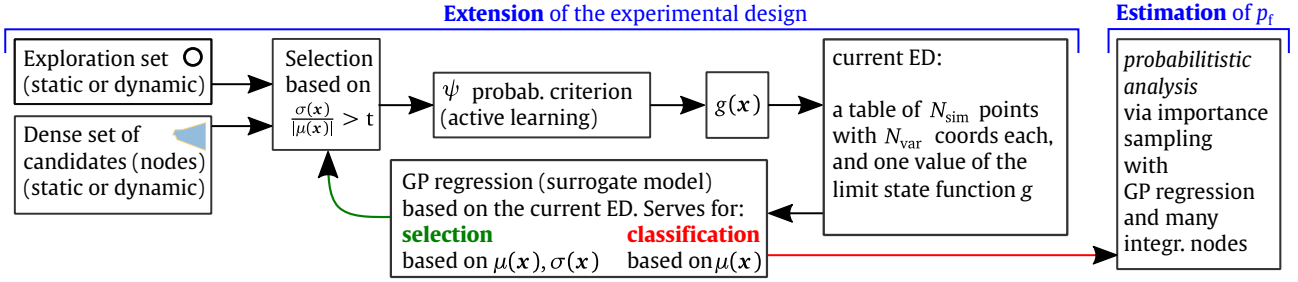 Extension of the experimental design
Estimation of p_f
Exploration set
(static or dynamic)
Dense set of
candidates (nodes)
(static or dynamic)
Selection
based on
σ(x)/|μ(x)| > t
ψ probab. criterion
(active learning)
g(x)
current ED:
a table of N_sim points
with N_var coords each,
and one value of the
limit state function g
GP regression (surrogate model)
based on the current ED. Serves for:
selection classification
based on μ(x), σ(x) based on μ(x)
probabilitistic
analysis
via importance
sampling
with
GP regression
and many
integr. nodes